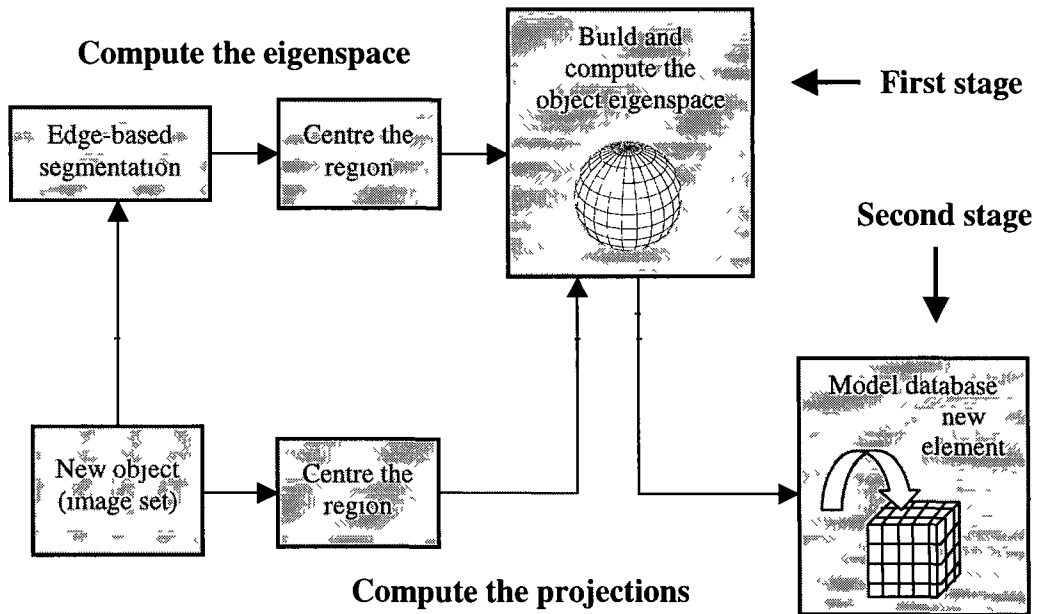 Compute the eigenspace
Edge-based
segmentation
Centre the
region
Build and
compute the
object eigenspace
First stage
Second stage
New object
(image set)
Centre the
region
Model database
new
element
Compute the projections